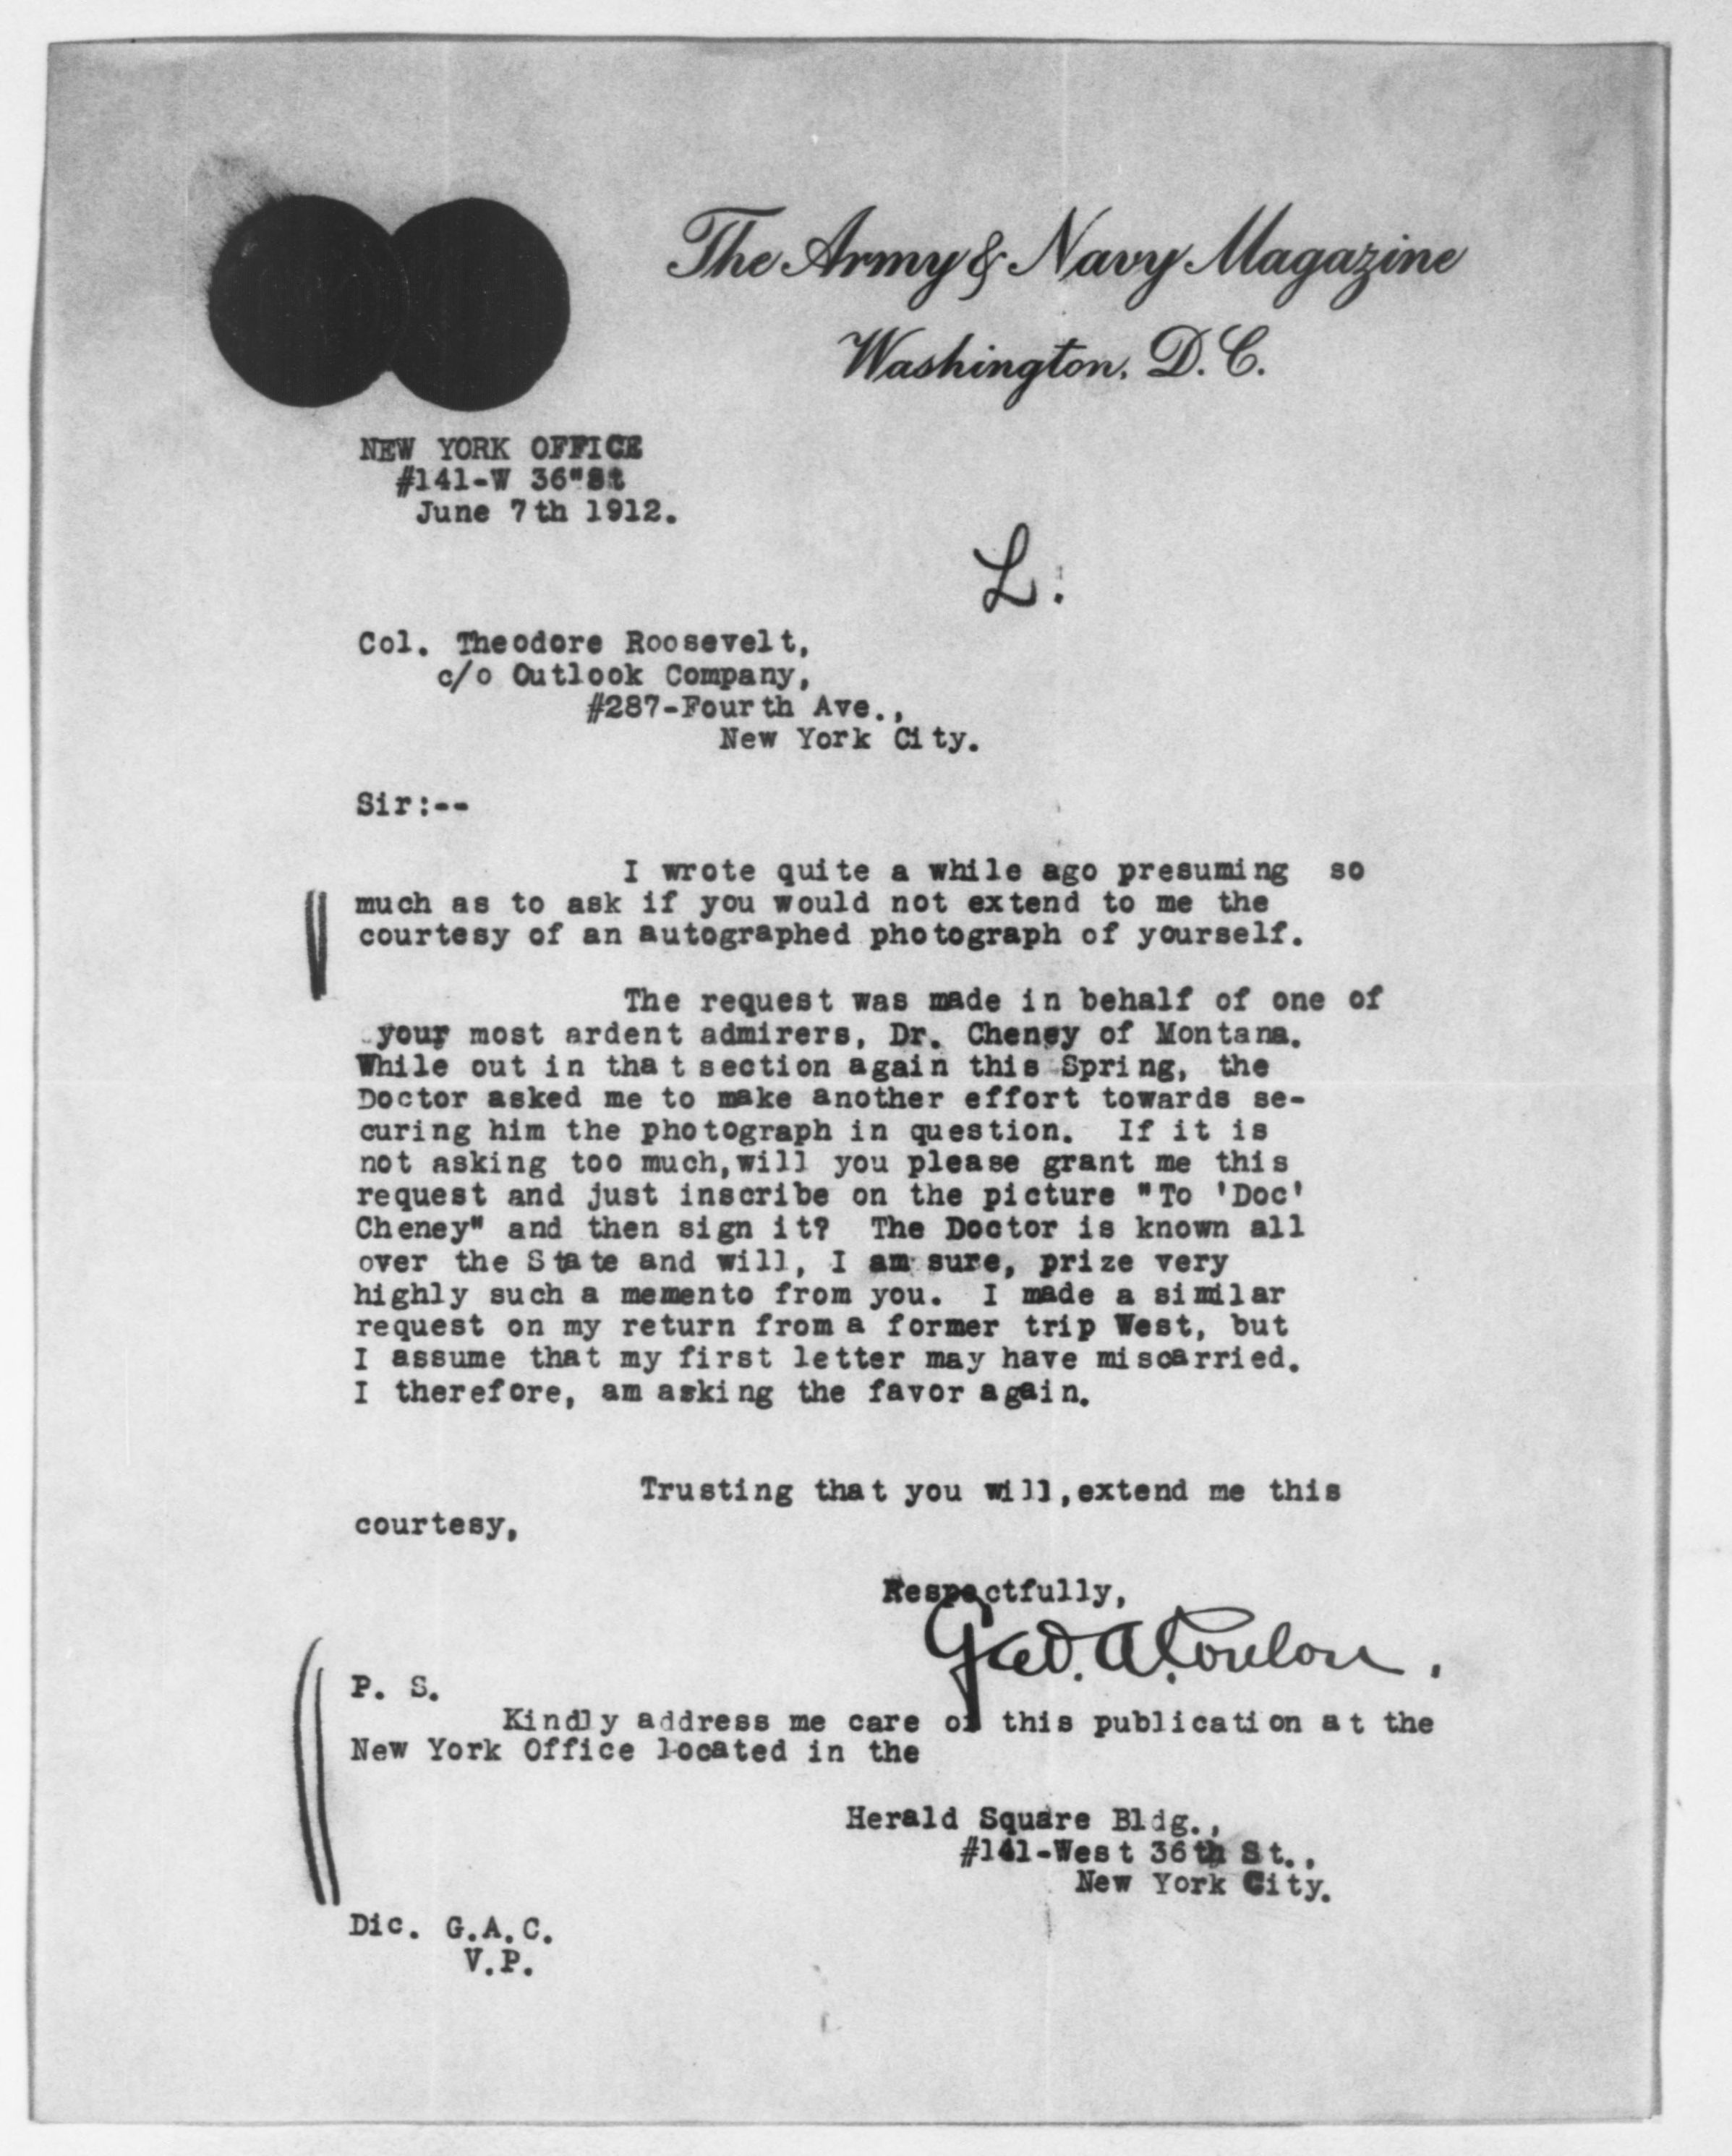 The Army & Navy Magazine
Washington, D.C.
NEW YORK OFFICE
#141-W 36"St
June 7th 1912.
L.
Col. Theodore Roosevelt,
c/o Outlook Company,
#287-Fourth Ave.,
New York City.
Sir:--
I wrote quite a while ago presuming so
much as to ask if you would not extend to me the
courtesy of an autographed photograph of yourself.
The request was made in behalf of one of
your most ardent admirers, Dr. Cheney of Montana.
While out in that section again this Spring, the
Doctor asked me to make another effort towards se-
curing him the photograph in question. If it is
not asking too much,will you please grant me this
request and just inscribe on the picture "To 'Doc'
Cheney" and then sign it? The Doctor is known all
over the State and will, I am sure, prize very
highly such a memento from you. I made a similar
request on my return from a former trip West, but
I assume that my first letter may have miscarried.
I therefore, am asking the favor again.
Trusting that you will,extend me this
courtesy,
Respectfully,
Geo. A. Coulon.
P. S.
Kindly address me care of this publication at the
New York Office located in the
Herald Square Bldg.,
#141-West 36th St.,
New York City.
Dic. G.A.C.
V.P.